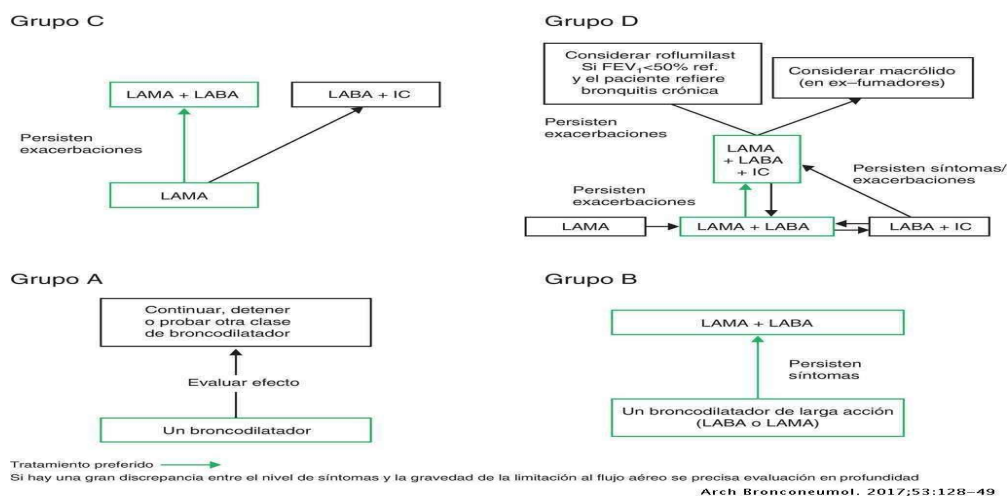 Grupo C
LAMA + LABA
LABA + IC
Persisten
exacerbaciones
LAMA
Grupo D
Considerar roflumilast
Si FEV₁<50% ref.
y el paciente refiere
bronquitis crónica
Considerar macrólido
(en ex–fumadores)
Persisten
exacerbaciones
LAMA
+ LABA
+ IC
Persisten síntomas/
exacerbaciones
Persisten
exacerbaciones
LAMA
LAMA + LABA
LABA + IC
Grupo A
Continuar, detener
o probar otra clase
de broncodilatador
Evaluar efecto
Un broncodilatador
Grupo B
LAMA + LABA
Persisten
síntomas
Un broncodilatador de larga acción
(LABA o LAMA)
Tratamiento preferido
Si hay una gran discrepancia entre el nivel de síntomas y la gravedad de la limitación al flujo aéreo se precisa evaluación en profundidad
Arch Bronconeumol. 2017;53:128–49